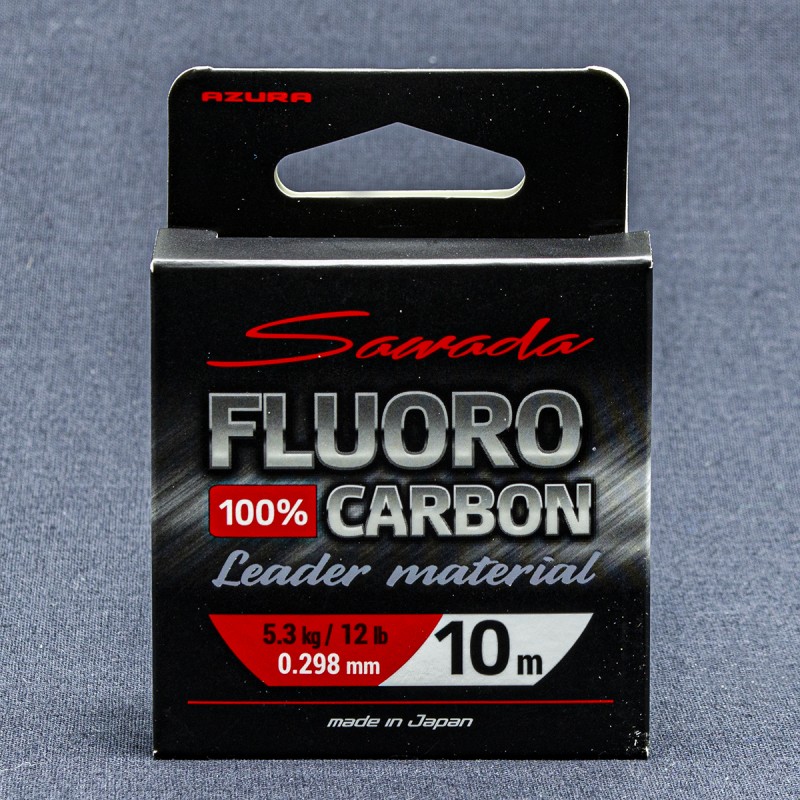 AZURA
Sawada
FLUORO
100% CARBON
Leader material
5.3 kg / 12 lb
0.298 mm
10 m
made in Japan